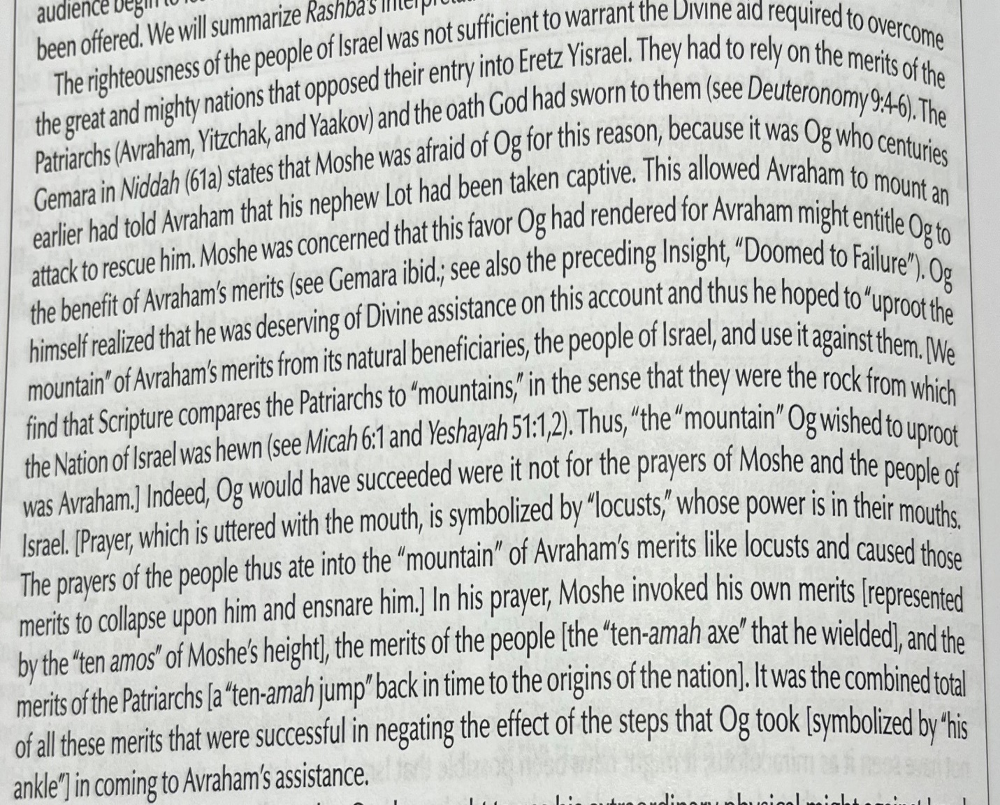 audience begin to
been offered. We will summarize Rashba's
The righteousness of the people of Israel was not sufficient to warrant the Divine aid required to overcome
the great and mighty nations that opposed their entry into Eretz Yisrael. They had to rely on the merits of the
Patriarchs (Avraham, Yitzchak, and Yaakov) and the oath God had sworn to them (see Deuteronomy 9:4-6). The
Gemara in Niddah (61a) states that Moshe was afraid of Og for this reason, because it was Og who centuries
earlier had told Avraham that his nephew Lot had been taken captive. This allowed Avraham to mount an
attack to rescue him. Moshe was concerned that this favor Og had rendered for Avraham might entitle Og to
the benefit of Avraham's merits (see Gemara ibid.; see also the preceding Insight, "Doomed to Failure"). Og
himself realized that he was deserving of Divine assistance on this account and thus he hoped to "uproot the
mountain" of Avraham's merits from its natural beneficiaries, the people of Israel, and use it against them. [We
find that Scripture compares the Patriarchs to "mountains," in the sense that they were the rock from which
the Nation of Israel was hewn (see Micah 6:1 and Yeshayah 51:1,2). Thus, "the "mountain" Og wished to uproot
was Avraham.] Indeed, Og would have succeeded were it not for the prayers of Moshe and the people of
Israel. [Prayer, which is uttered with the mouth, is symbolized by "locusts," whose power is in their mouths.
The prayers of the people thus ate into the "mountain" of Avraham's merits like locusts and caused those
merits to collapse upon him and ensnare him.] In his prayer, Moshe invoked his own merits [represented
by the "ten amos" of Moshe's height], the merits of the people [the "ten-amah axe" that he wielded], and the
merits of the Patriarchs [a "ten-amah jump" back in time to the origins of the nation]. It was the combined total
of all these merits that were successful in negating the effect of the steps that Og took [symbolized by "his
ankle"] in coming to Avraham's assistance.